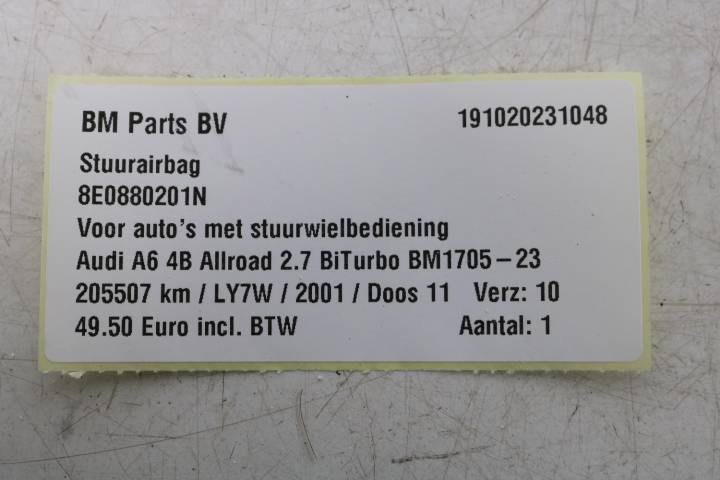 BM Parts BV 191020231048
Stuurairbag
8E0880201N
Voor auto's met stuurwielbediening
Audi A6 4B Allroad 2.7 BiTurbo BM1705-23
205507 km / LY7W / 2001 / Doos 11 Verz: 10
49.50 Euro incl. BTW Aantal: 1